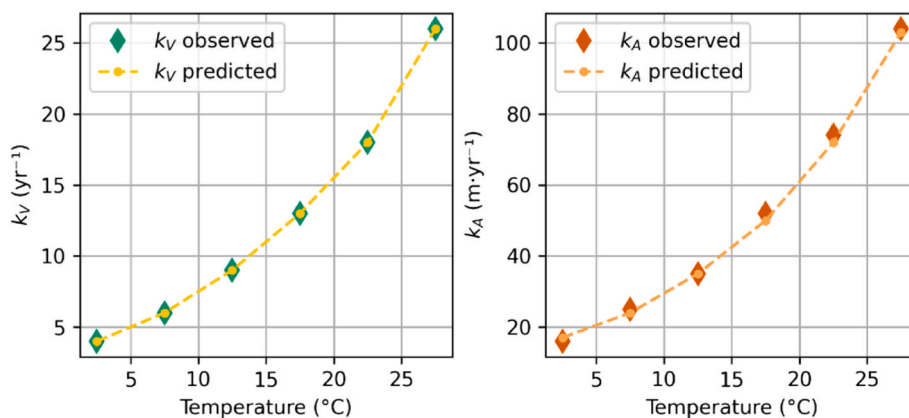 k_V observed
k_V predicted
25
20
15
10
5
k_V (yr⁻¹)
5 10 15 20 25
Temperature (°C)
k_A observed
k_A predicted
100
80
60
40
20
k_A (m·yr⁻¹)
5 10 15 20 25
Temperature (°C)